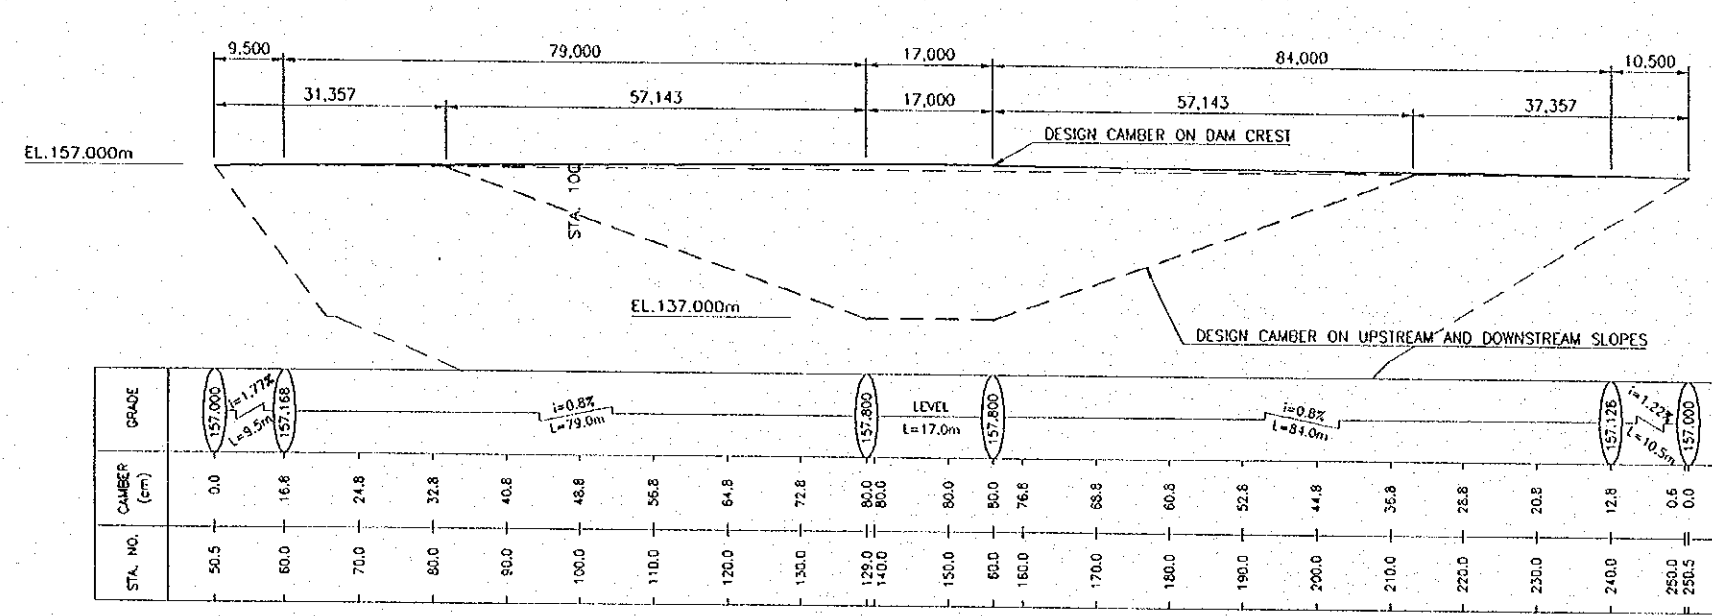 9,500 79,000 17,000 84,000 10,500
31,357 57,143 17,000 57,143 37,357
DESIGN CAMBER ON DAM CREST
EL.157.000m
STA. 100
EL.137.000m
DESIGN CAMBER ON UPSTREAM AND DOWNSTREAM SLOPES
GRADE
157.000 i=1.77% L=9.5m 157.168 i=0.8% L=79.0m 157.800 LEVEL L=17.0m 157.800 i=0.8% L=84.0m 157.128 i=1.22% L=10.5m 157.000
CAMBER (cm)
0.0 16.8 24.8 32.8 40.8 48.8 56.8 64.8 72.8 80.0 80.0 80.0 80.0 76.8 68.8 60.8 52.8 44.8 36.8 28.8 20.8 12.8 0.6 0.0
STA. NO.
50.5 60.0 70.0 80.0 90.0 100.0 110.0 120.0 130.0 129.0 140.0 150.0 60.0 160.0 170.0 180.0 190.0 200.0 210.0 220.0 230.0 240.0 250.0 250.5